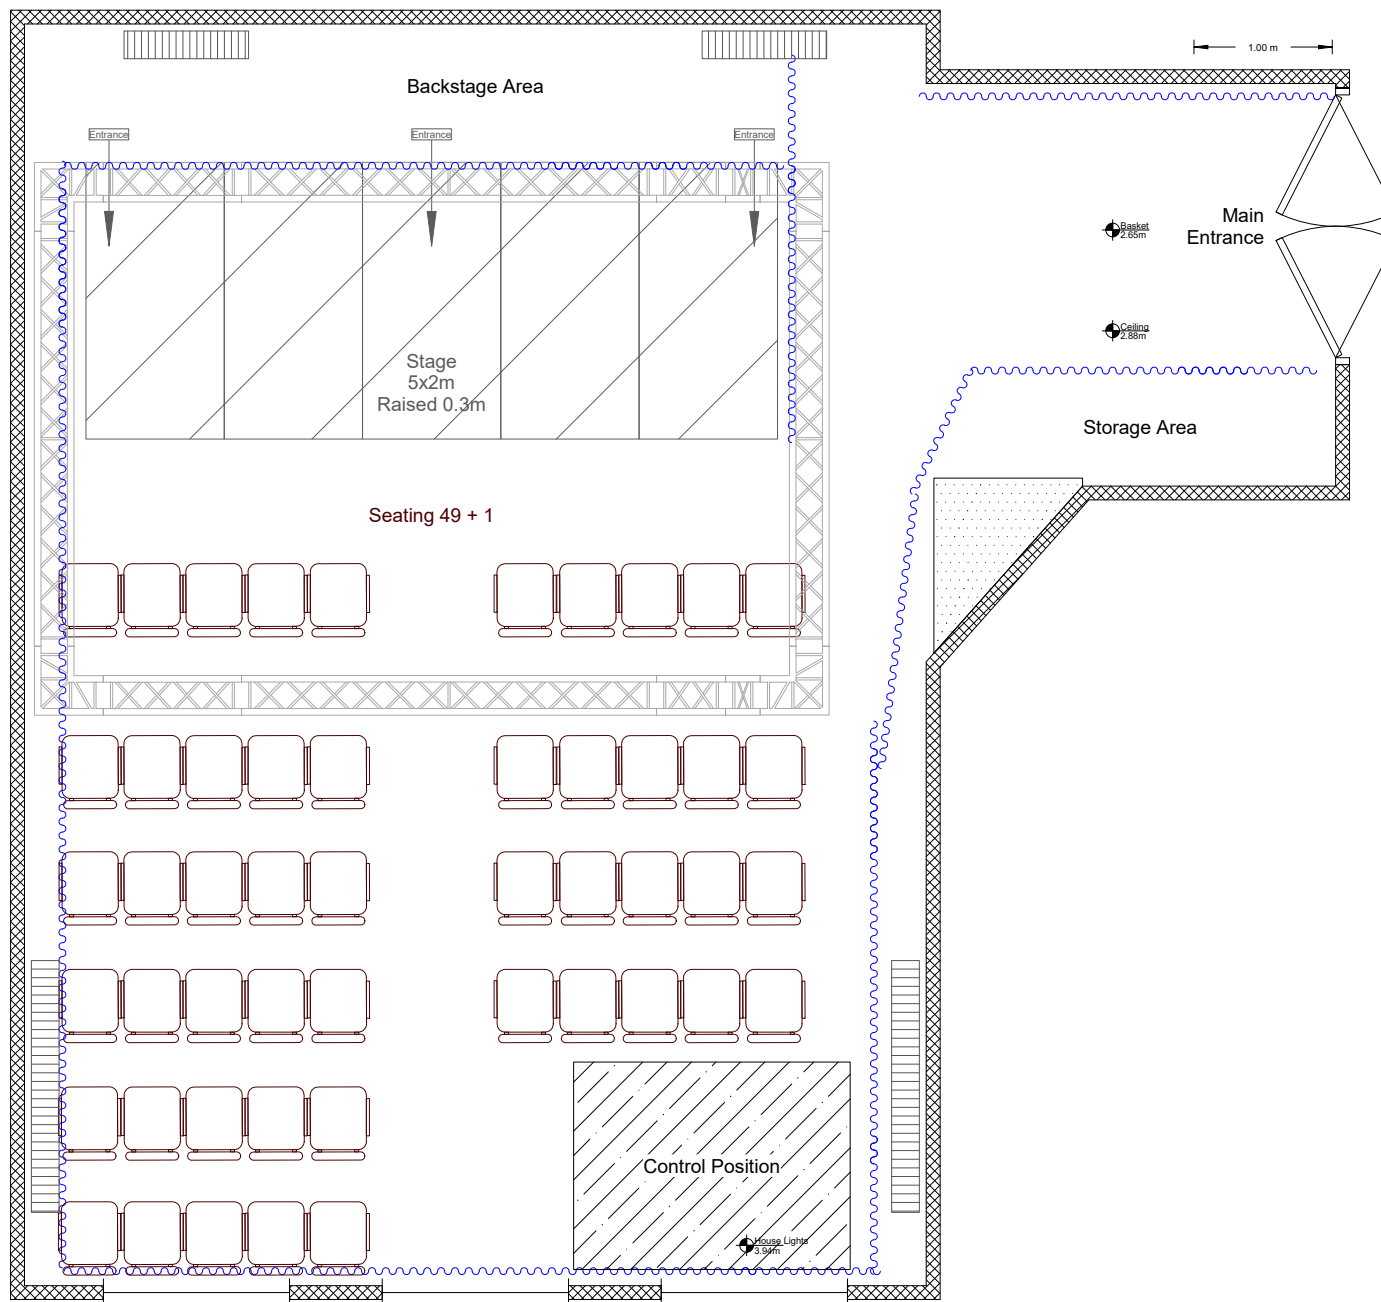 1.00 m
Backstage Area
Entrance
Entrance
Entrance
Main
Entrance
Basket
2.65m
Ceiling
2.88m
Stage
5x2m
Raised 0.3m
Storage Area
Seating 49 + 1
Control Position
House Lights
3.94m